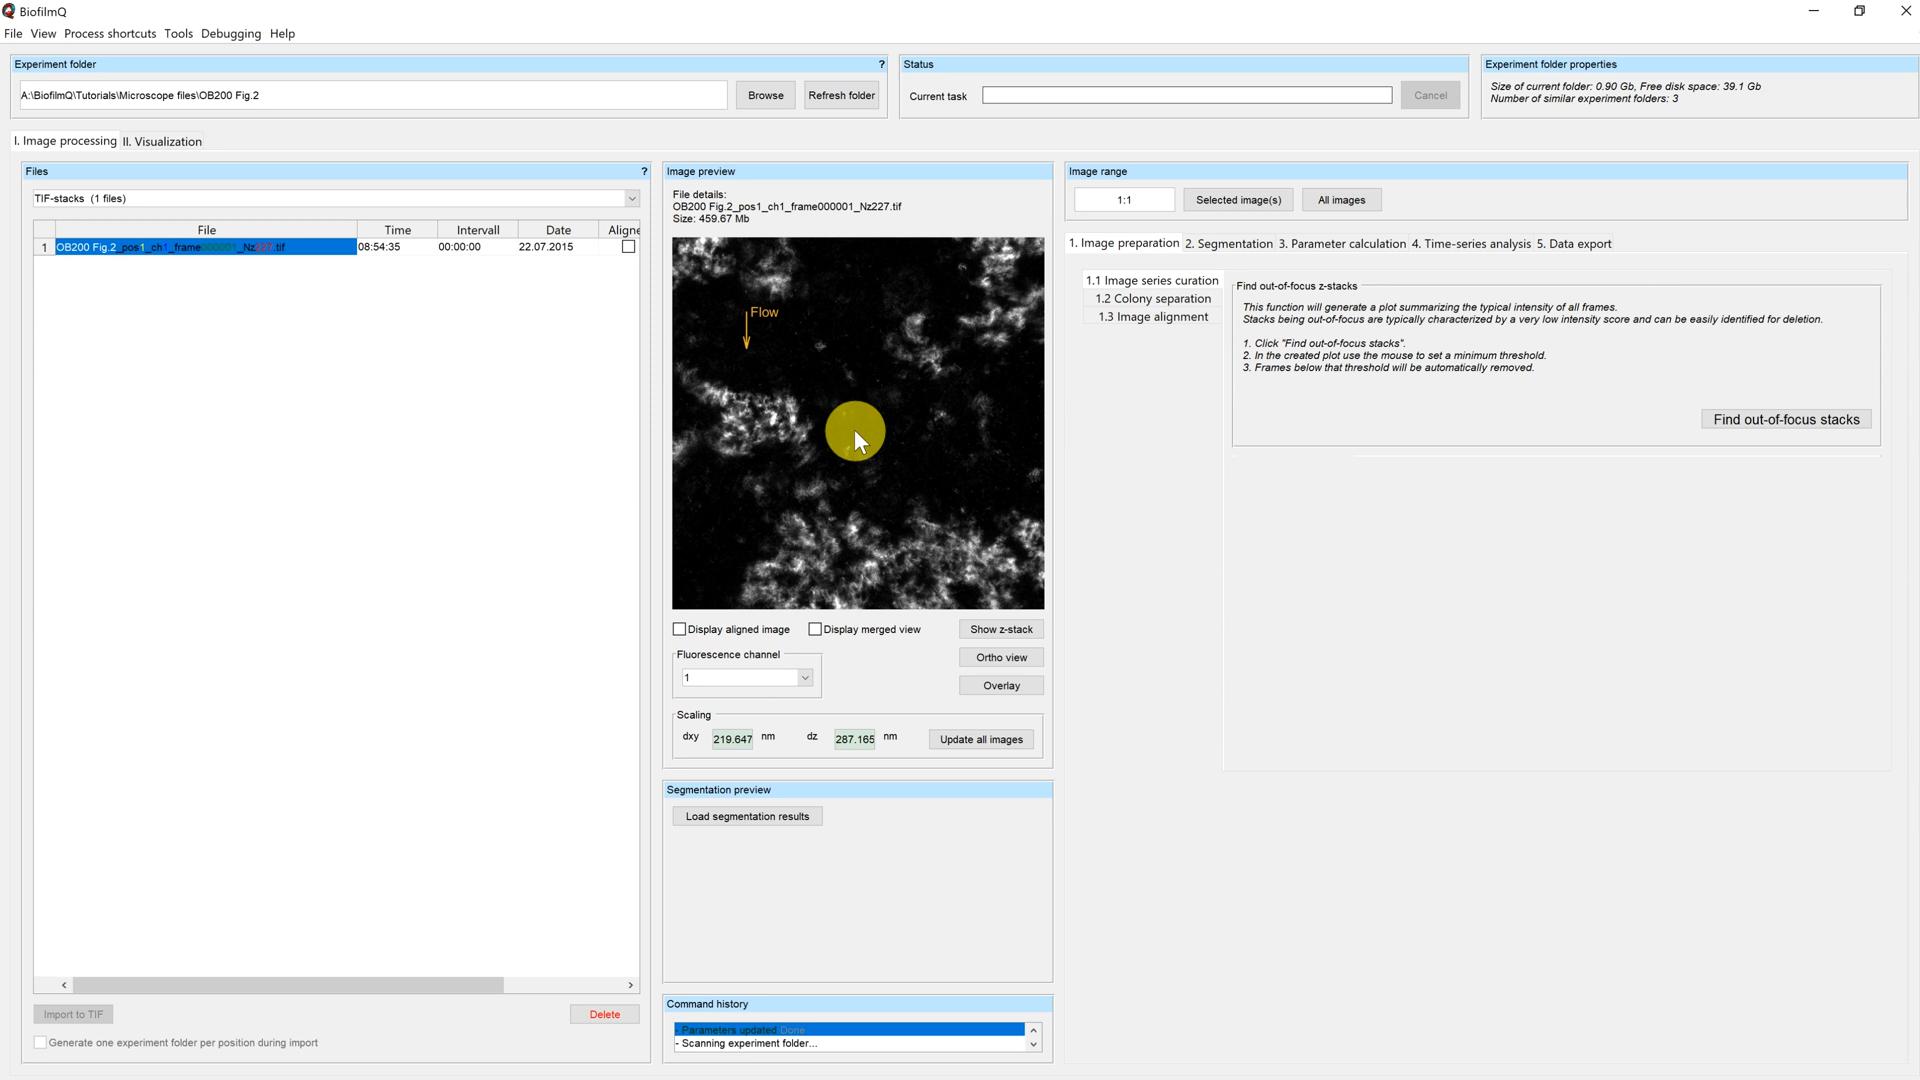 BiofilmQ
File View Process shortcuts Tools Debugging Help
Experiment folder ?
A:\BiofilmQ\Tutorials\Microscope files\OB200 Fig.2
Browse
Refresh folder
Status
Current task
Cancel
Experiment folder properties
Size of current folder: 0.90 Gb, Free disk space: 39.1 Gb
Number of similar experiment folders: 3
I. Image processing II. Visualization
Files ?
TIF-stacks (1 files)
File Time Intervall Date Aligne
1 OB200 Fig.2_pos1_ch1_frame000001_Nz227.tif 08:54:35 00:00:00 22.07.2015
Import to TIF
Delete
Generate one experiment folder per position during import
Image preview
File details:
OB200 Fig.2_pos1_ch1_frame000001_Nz227.tif
Size: 459.67 Mb
Flow
Display aligned image
Display merged view
Show z-stack
Fluorescence channel
1
Ortho view
Overlay
Scaling
dxy 219.647 nm dz 287.165 nm
Update all images
Segmentation preview
Load segmentation results
Command history
- Parameters updated Done
- Scanning experiment folder...
Image range
1:1
Selected image(s)
All images
1. Image preparation 2. Segmentation 3. Parameter calculation 4. Time-series analysis 5. Data export
1.1 Image series curation
1.2 Colony separation
1.3 Image alignment
Find out-of-focus z-stacks
This function will generate a plot summarizing the typical intensity of all frames.
Stacks being out-of-focus are typically characterized by a very low intensity score and can be easily identified for deletion.
1. Click "Find out-of-focus stacks".
2. In the created plot use the mouse to set a minimum threshold.
3. Frames below that threshold will be automatically removed.
Find out-of-focus stacks